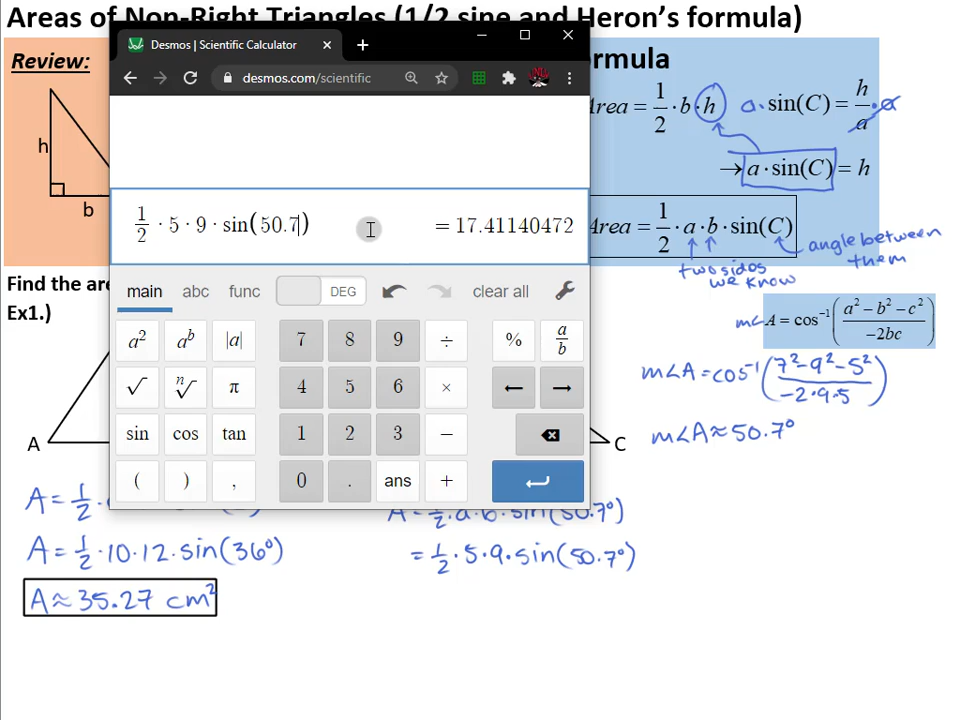 Areas of Non-Right Triangles (1/2 sine and Heron's formula)
Review:
h
b
Desmos | Scientific Calculator
desmos.com/scientific
1/2 · 5 · 9 · sin(50.7)
= 17.41140472
main abc func DEG clear all
a² a^b |a| 7 8 9 ÷ % a/b
√ ⁿ√ π 4 5 6 × ← →
sin cos tan 1 2 3 − ⌫
( ) , 0 . ans +
ormula
Area = 1/2 · b · h
a · sin(C) = h/a · a
→ a · sin(C) = h
Area = 1/2 · a · b · sin(C)
two sides
we know
angle between
them
m∠A = cos⁻¹((a² − b² − c²)/(−2bc))
m∠A = cos⁻¹((7² − 9² − 5²)/(−2·9·5))
m∠A ≈ 50.7°
Find the are
Ex1.)
A
C
A = 1/2 ·
A = 1/2 · 10 · 12 · sin(36°)
A ≈ 35.27 cm²
A = 1/2 · a · b · sin(50.7°)
= 1/2 · 5 · 9 · sin(50.7°)